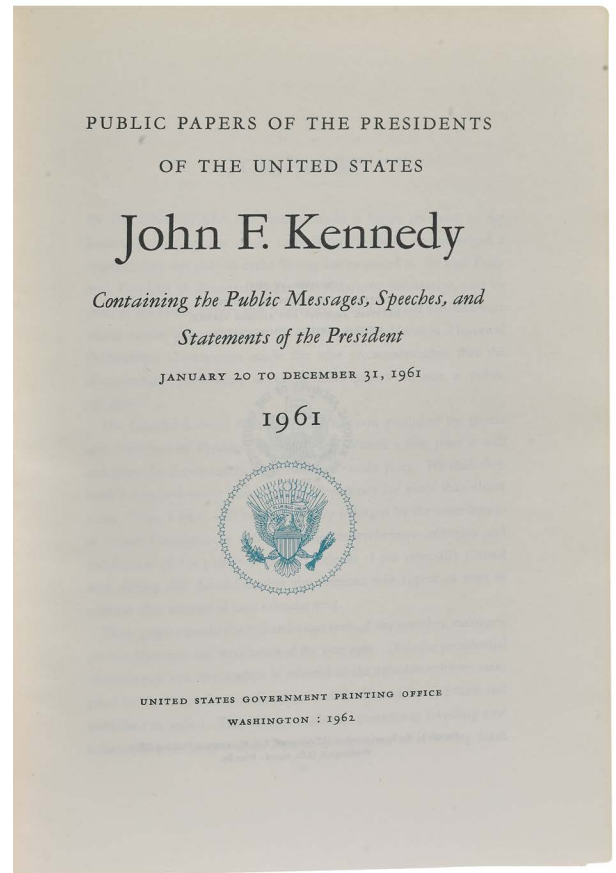 PUBLIC PAPERS OF THE PRESIDENTS
OF THE UNITED STATES
John F. Kennedy
Containing the Public Messages, Speeches, and
Statements of the President
JANUARY 20 TO DECEMBER 31, 1961
1961
UNITED STATES GOVERNMENT PRINTING OFFICE
WASHINGTON : 1962